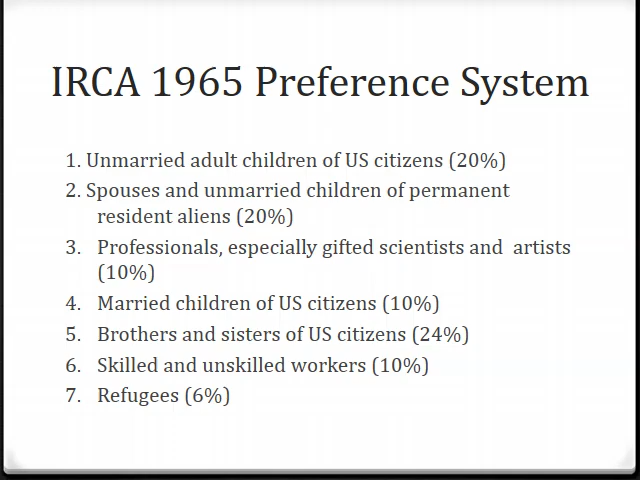 IRCA 1965 Preference System
1. Unmarried adult children of US citizens (20%)
2. Spouses and unmarried children of permanent
resident aliens (20%)
3. Professionals, especially gifted scientists and artists
(10%)
4. Married children of US citizens (10%)
5. Brothers and sisters of US citizens (24%)
6. Skilled and unskilled workers (10%)
7. Refugees (6%)